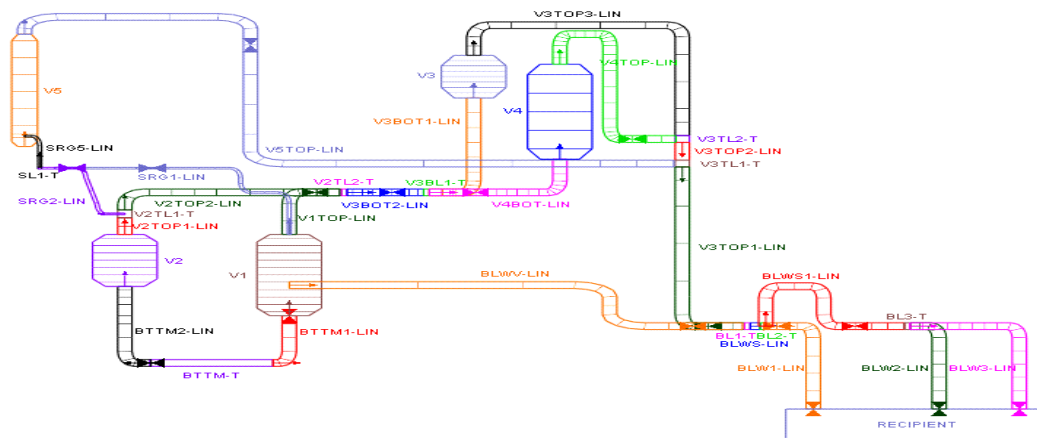 V3TOP3-LIN
V4TOP-LIN
V3
V5
V4
V3BOT1-LIN
V3TL2-T
SRG5-LIN
V5TOP-LIN
V3TOP2-LIN
V3TL1-T
SL1-T
SRG1-LIN
V2TL2-T
V3BL1-T
SRG2-LIN
V2TOP2-LIN
V3BOT2-LIN
V4BOT-LIN
V2TL1-T
V1TOP-LIN
V2TOP1-LIN
V3TOP1-LIN
V2
V1
BLWV-LIN
BLWS1-LIN
BTTM2-LIN
BTTM1-LIN
BL3-T
BL1-T
BL2-T
BLWS-LIN
BTTM-T
BLW1-LIN
BLW2-LIN
BLW3-LIN
RECIPIENT